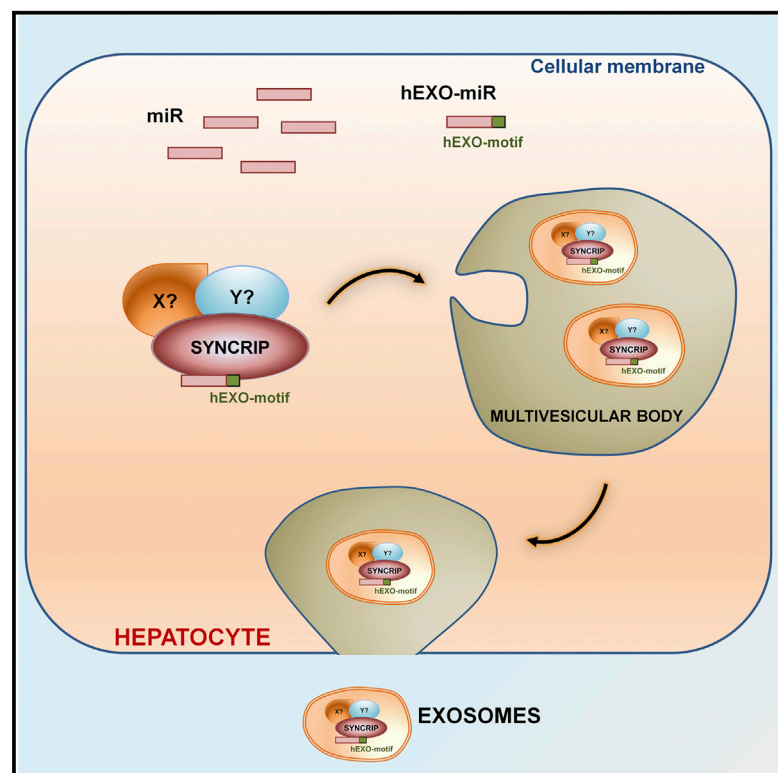 Cellular membrane
miR
hEXO-miR
hEXO-motif
X?
Y?
SYNCRIP
hEXO-motif
X?
Y?
SYNCRIP
hEXO-motif
X?
Y?
SYNCRIP
hEXO-motif
MULTIVESICULAR BODY
X?
Y?
SYNCRIP
hEXO-motif
HEPATOCYTE
X?
Y?
SYNCRIP
hEXO-motif
EXOSOMES